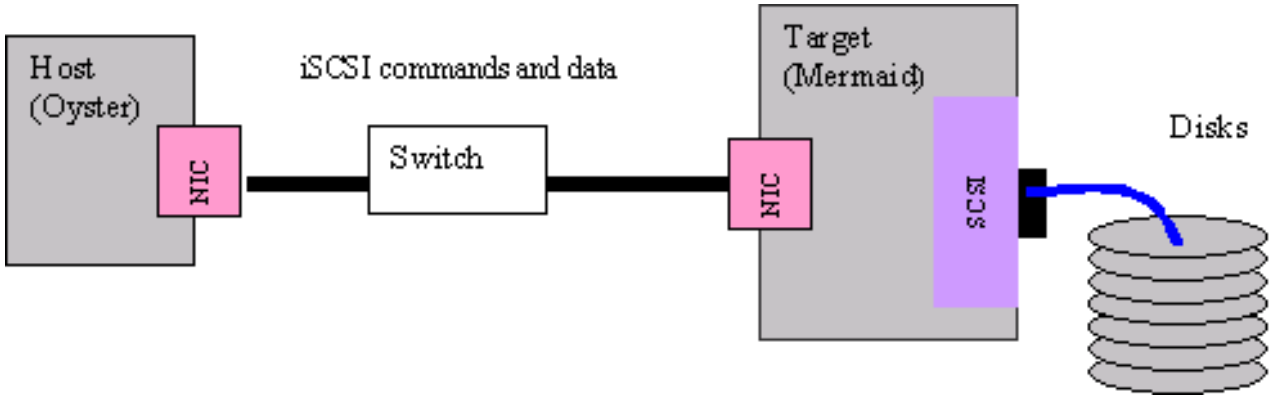 Host
(Oyster)
iSCSI commands and data
NIC
Switch
Target
(Mermaid)
NIC
SCSI
Disks